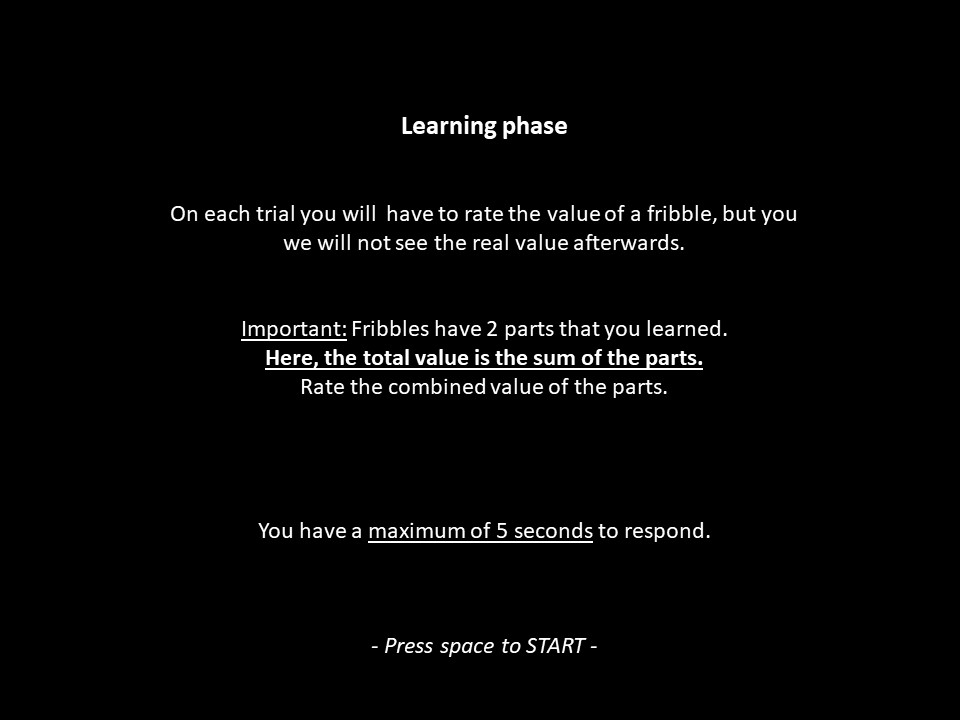 Learning phase
On each trial you will  have to rate the value of a fribble, but you
we will not see the real value afterwards.
Important: Fribbles have 2 parts that you learned.
Here, the total value is the sum of the parts.
Rate the combined value of the parts.
You have a maximum of 5 seconds to respond.
- Press space to START -